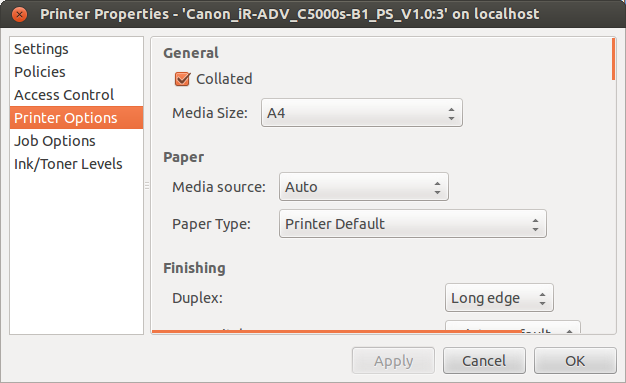 Printer Properties - 'Canon_iR-ADV_C5000s-B1_PS_V1.0:3' on localhost
Settings
Policies
Access Control
Printer Options
Job Options
Ink/Toner Levels
General
Collated
Media Size: A4
Paper
Media source: Auto
Paper Type: Printer Default
Finishing
Duplex: Long edge
Apply
Cancel
OK